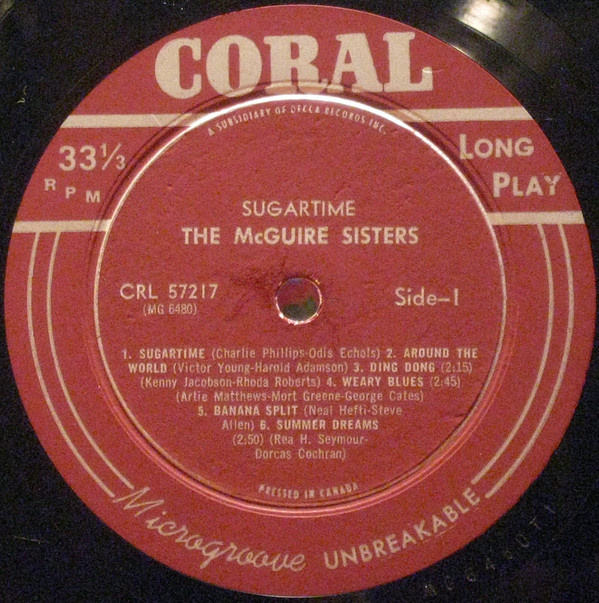 CORAL
A SUBSIDIARY OF DECCA RECORDS INC.
33 1/3
RPM
LONG
PLAY
SUGARTIME
THE McGUIRE SISTERS
CRL 57217
(MG 6480)
Side–1
1. SUGARTIME (Charlie Phillips-Odis Echols) 2. AROUND THE
WORLD (Victor Young-Harold Adamson) 3. DING DONG (2:15)
(Kenny Jacobson-Rhoda Roberts) 4. WEARY BLUES (2:45)
(Artie Matthews-Mort Greene-George Cates)
5. BANANA SPLIT (Neal Hefti-Steve
Allen) 6. SUMMER DREAMS
(2:50) (Rea H. Seymour-
Dorcas Cochran)
PRESSED IN CANADA
Microgroove UNBREAKABLE